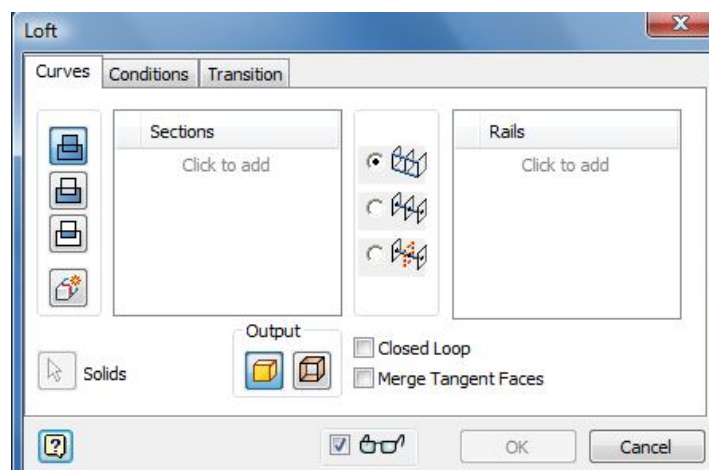 Loft
Curves Conditions Transition
Sections
Click to add
Rails
Click to add
Output
Solids
Closed Loop
Merge Tangent Faces
OK Cancel